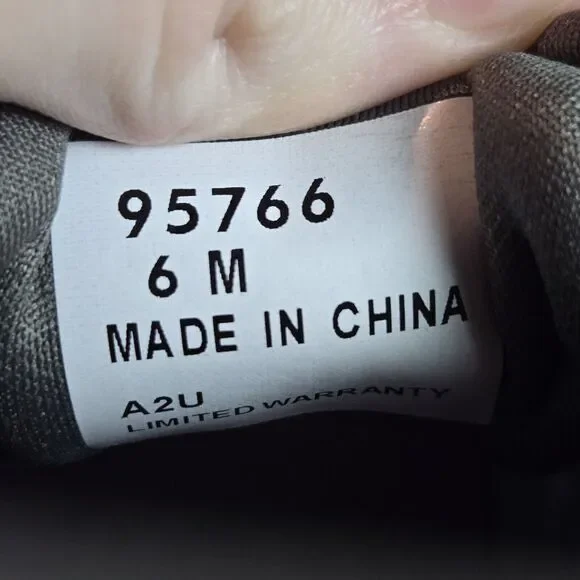 95766
6 M
MADE IN CHINA
A2U
LIMITED WARRANTY